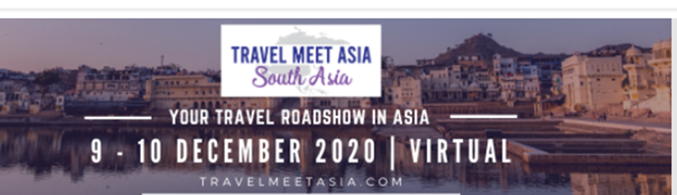 TRAVEL MEET ASIA
South Asia
YOUR TRAVEL ROADSHOW IN ASIA
9 - 10 DECEMBER 2020 | VIRTUAL
TRAVELMEETASIA.COM